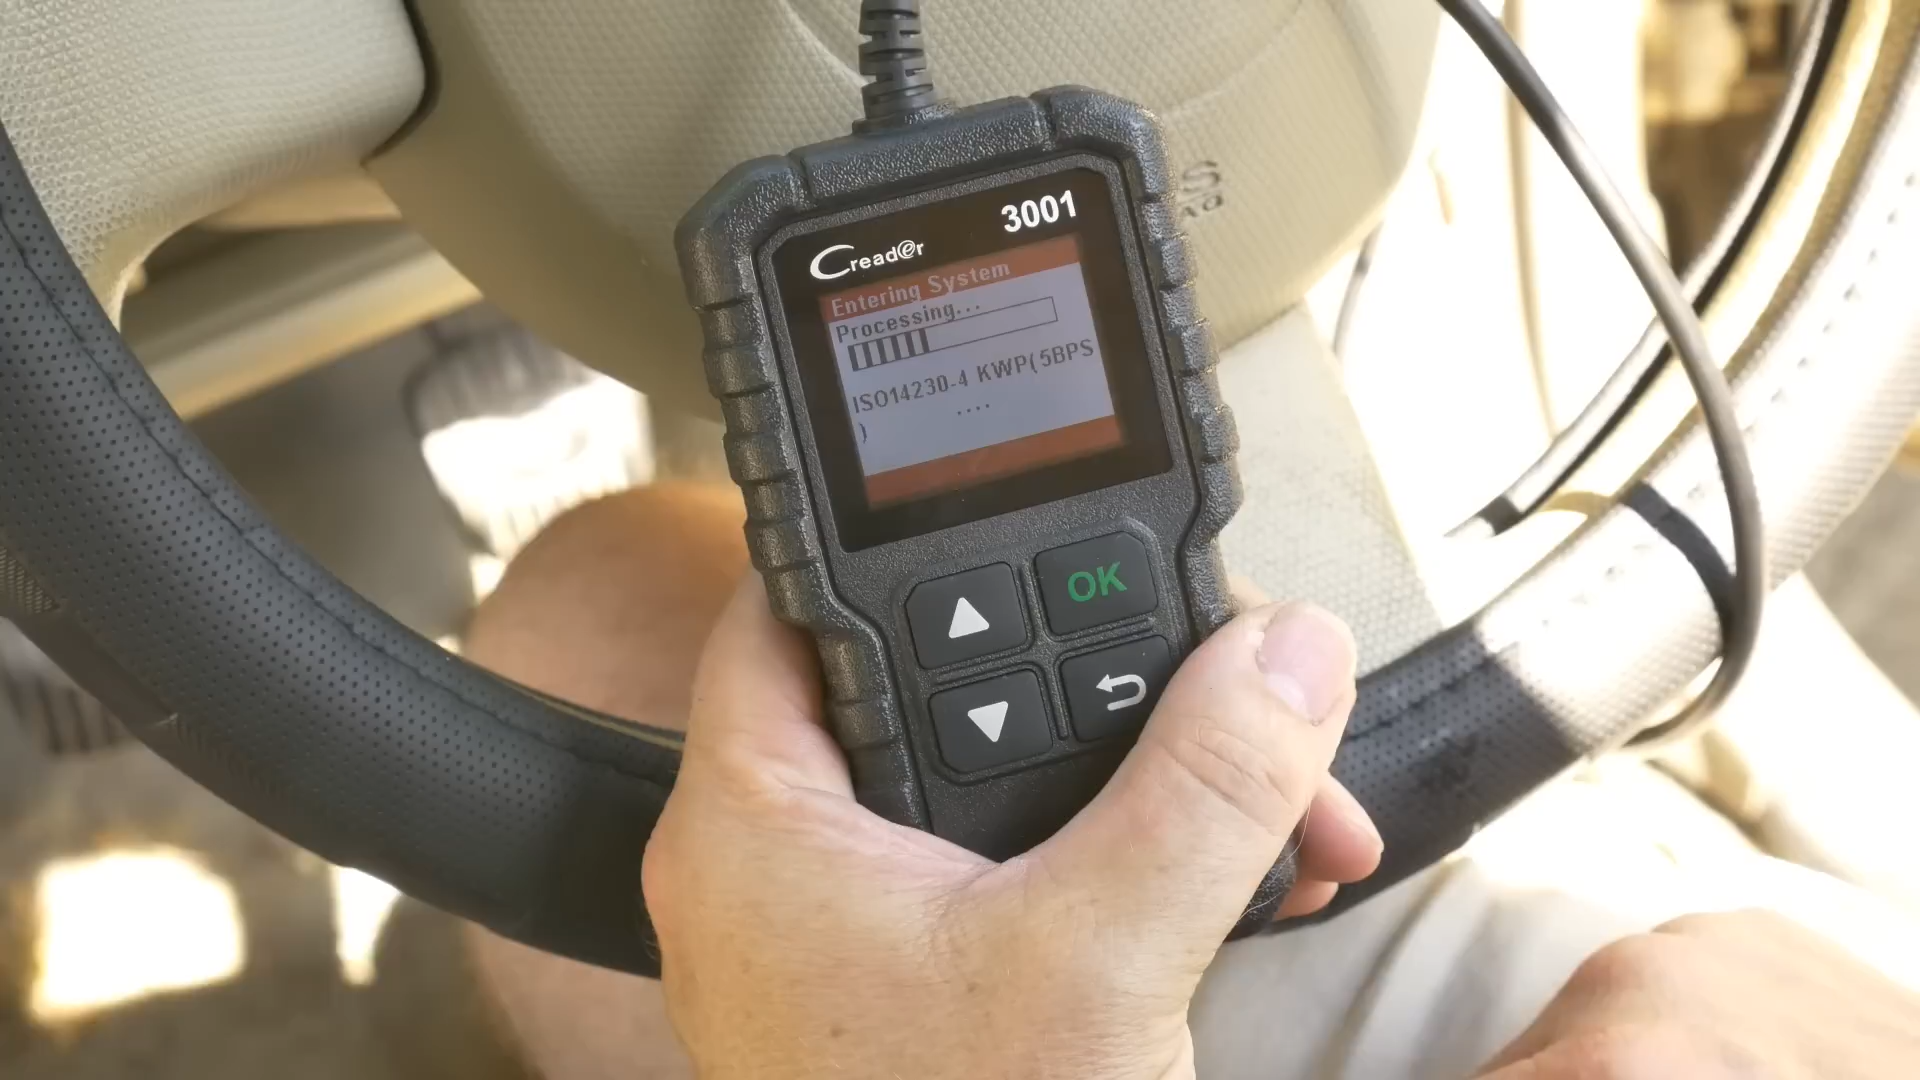 3001
Creader
Entering System
Processing...
ISO14230-4 KWP(5BPS
....
)
OK